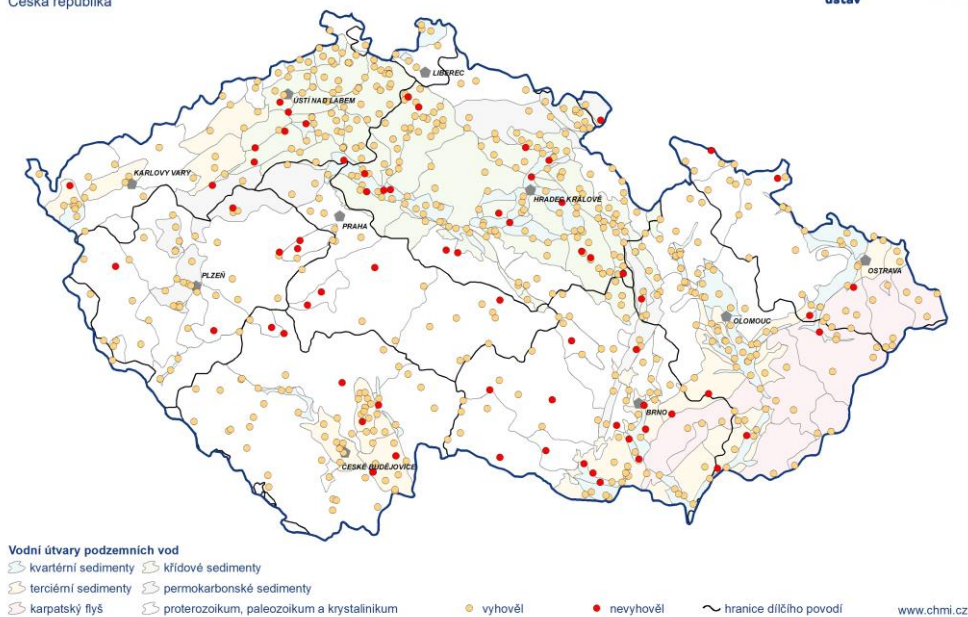 Česká republika
ústav
LIBEREC
ÚSTÍ NAD LABEM
KARLOVY VARY
HRADEC KRÁLOVÉ
PRAHA
OSTRAVA
PLZEŇ
OLOMOUC
BRNO
ČESKÉ BUDĚJOVICE
Vodní útvary podzemních vod
kvartérní sedimenty křídové sedimenty
terciérní sedimenty permokarbonské sedimenty
karpatský flyš proterozoikum, paleozoikum a krystalinikum vyhověl nevyhověl hranice dílčího povodí www.chmi.cz